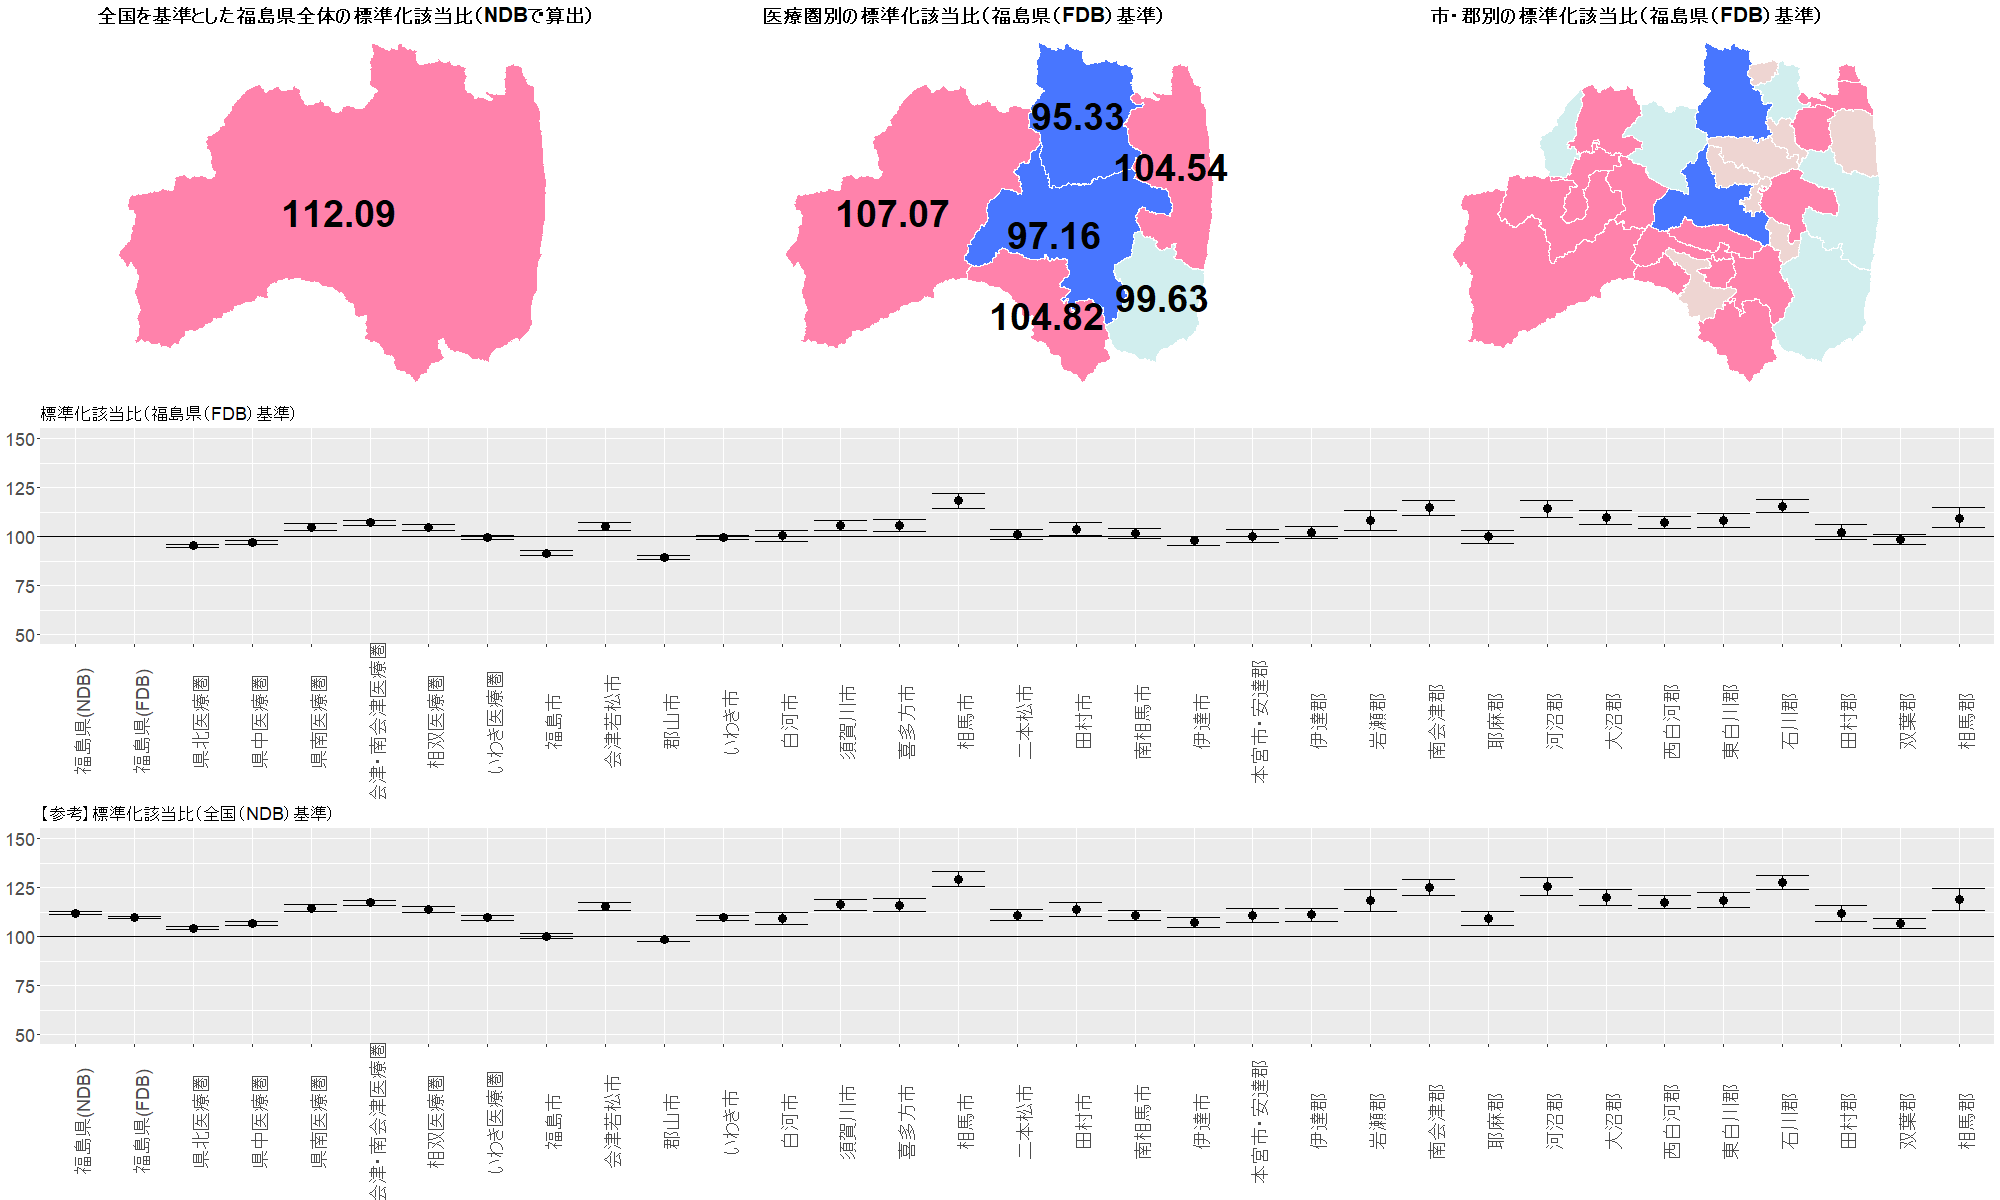 全国を基準とした福島県全体の標準化該当比（NDBで算出）
医療圏別の標準化該当比（福島県（FDB）基準）
市・郡別の標準化該当比（福島県（FDB）基準）
112.09
95.33
104.54
107.07
97.16
99.63
104.82
標準化該当比（福島県（FDB）基準）
150
125
100
75
50
福島県(NDB)
福島県(FDB)
県北医療圏
県中医療圏
県南医療圏
会津・南会津医療圏
相双医療圏
いわき医療圏
福島市
会津若松市
郡山市
いわき市
白河市
須賀川市
喜多方市
相馬市
二本松市
田村市
南相馬市
伊達市
本宮市・安達郡
伊達郡
岩瀬郡
南会津郡
耶麻郡
河沼郡
大沼郡
西白河郡
東白川郡
石川郡
田村郡
双葉郡
相馬郡
【参考】標準化該当比（全国（NDB）基準）
150
125
100
75
50
福島県(NDB)
福島県(FDB)
県北医療圏
県中医療圏
県南医療圏
会津・南会津医療圏
相双医療圏
いわき医療圏
福島市
会津若松市
郡山市
いわき市
白河市
須賀川市
喜多方市
相馬市
二本松市
田村市
南相馬市
伊達市
本宮市・安達郡
伊達郡
岩瀬郡
南会津郡
耶麻郡
河沼郡
大沼郡
西白河郡
東白川郡
石川郡
田村郡
双葉郡
相馬郡